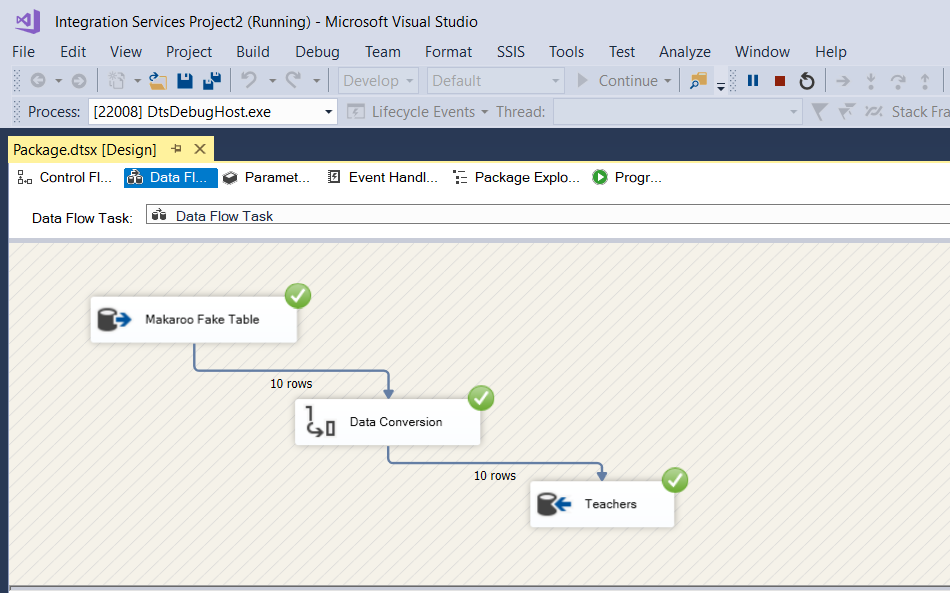 Integration Services Project2 (Running) - Microsoft Visual Studio
File Edit View Project Build Debug Team Format SSIS Tools Test Analyze Window Help
Develop Default Continue
Process: [22008] DtsDebugHost.exe Lifecycle Events Thread: Stack Fra
Package.dtsx [Design]
Control Fl... Data Fl... Paramet... Event Handl... Package Explo... Progr...
Data Flow Task: Data Flow Task
Makaroo Fake Table
10 rows
Data Conversion
10 rows
Teachers